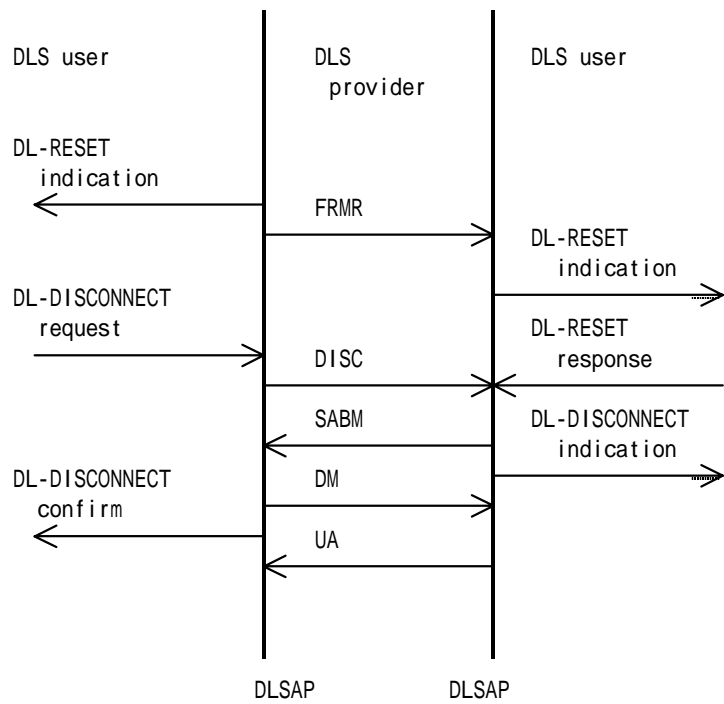 DLS user
DLS
provider
DLS user
DL-RESET
indication
FRMR
DL-RESET
indication
DL-DISCONNECT
request
DL-RESET
response
DISC
SABM
DL-DISCONNECT
indication
DL-DISCONNECT
confirm
DM
UA
DLSAP
DLSAP